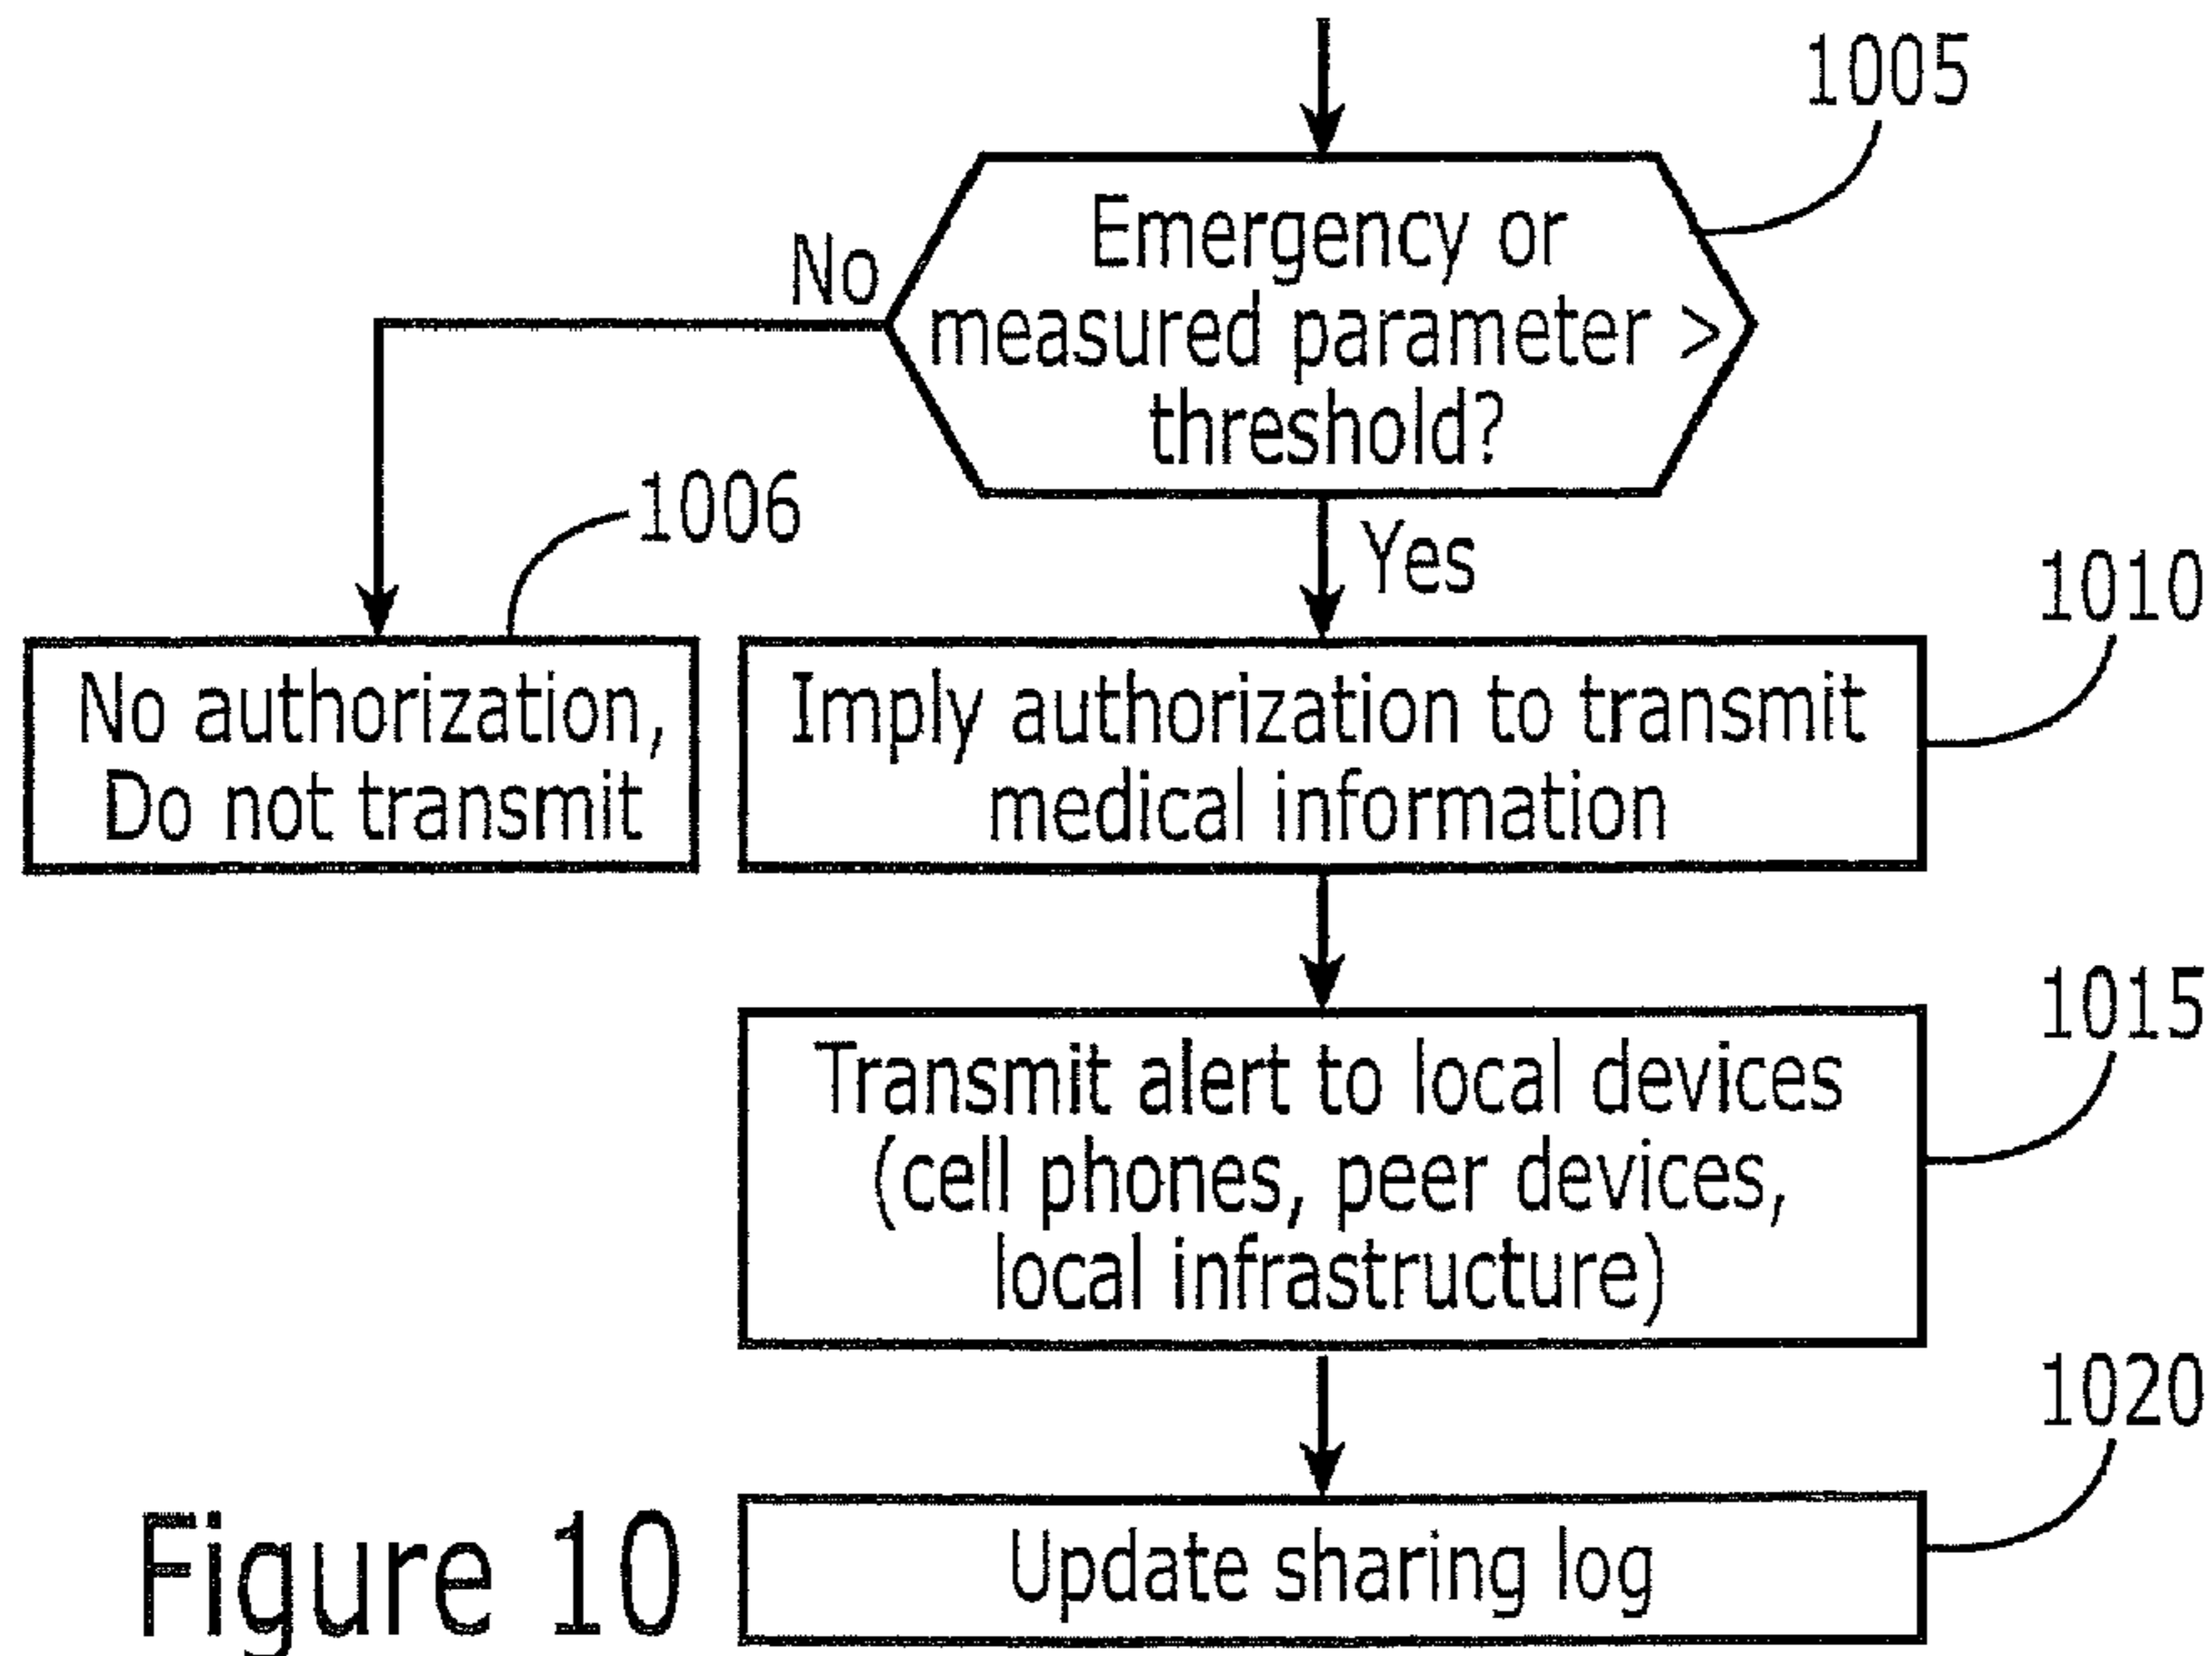 1005
Emergency or
measured parameter >
threshold?
No
Yes
1006
No authorization,
Do not transmit
1010
Imply authorization to transmit
medical information
1015
Transmit alert to local devices
(cell phones, peer devices,
local infrastructure)
1020
Update sharing log
Figure 10